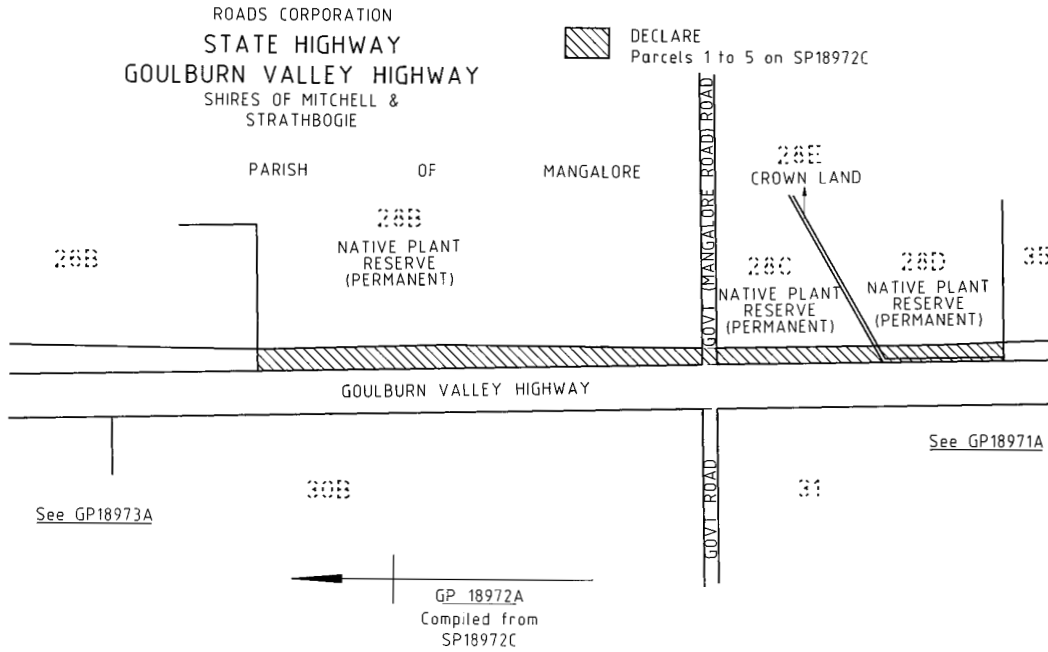 ROADS CORPORATION
STATE HIGHWAY
GOULBURN VALLEY HIGHWAY
SHIRES OF MITCHELL &
STRATHBOGIE
DECLARE
Parcels 1 to 5 on SP18972C
PARISH OF MANGALORE
GOVT (MANGALORE ROAD) ROAD
28E
CROWN LAND
26B
28B
NATIVE PLANT
RESERVE
(PERMANENT)
28C
NATIVE PLANT
RESERVE
(PERMANENT)
28D
NATIVE PLANT
RESERVE
(PERMANENT)
35
GOULBURN VALLEY HIGHWAY
See GP18971A
See GP18973A
30B
GOVT ROAD
31
GP 18972A
Compiled from
SP18972C